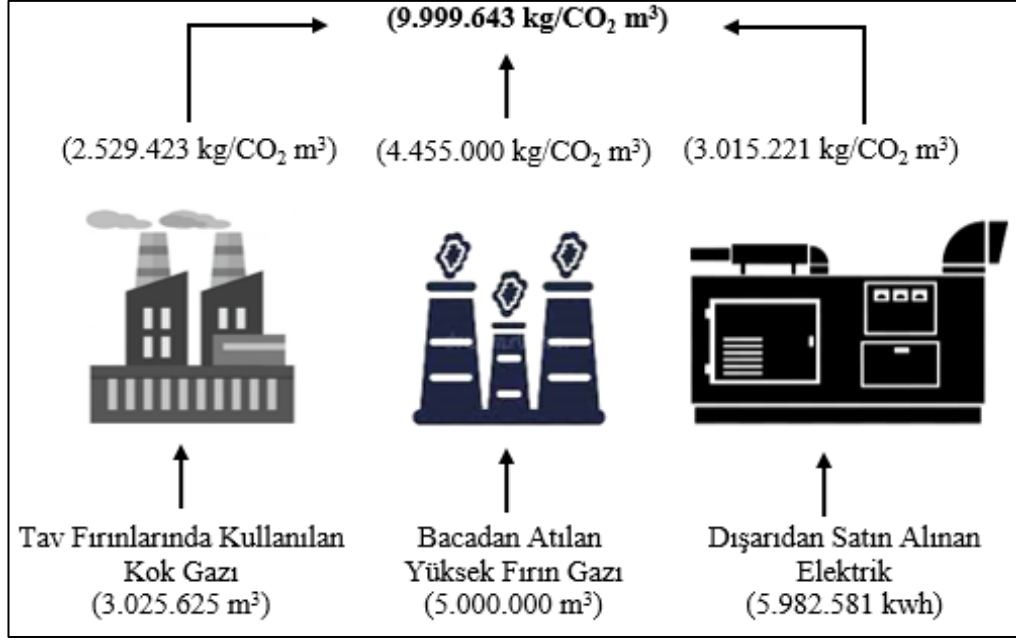 (9.999.643 kg/CO₂ m³)
(2.529.423 kg/CO₂ m³)
(4.455.000 kg/CO₂ m³)
(3.015.221 kg/CO₂ m³)
Tav Fırınlarında Kullanılan
Kok Gazı
(3.025.625 m³)
Bacadan Atılan
Yüksek Fırın Gazı
(5.000.000 m³)
Dışarıdan Satın Alınan
Elektrik
(5.982.581 kwh)